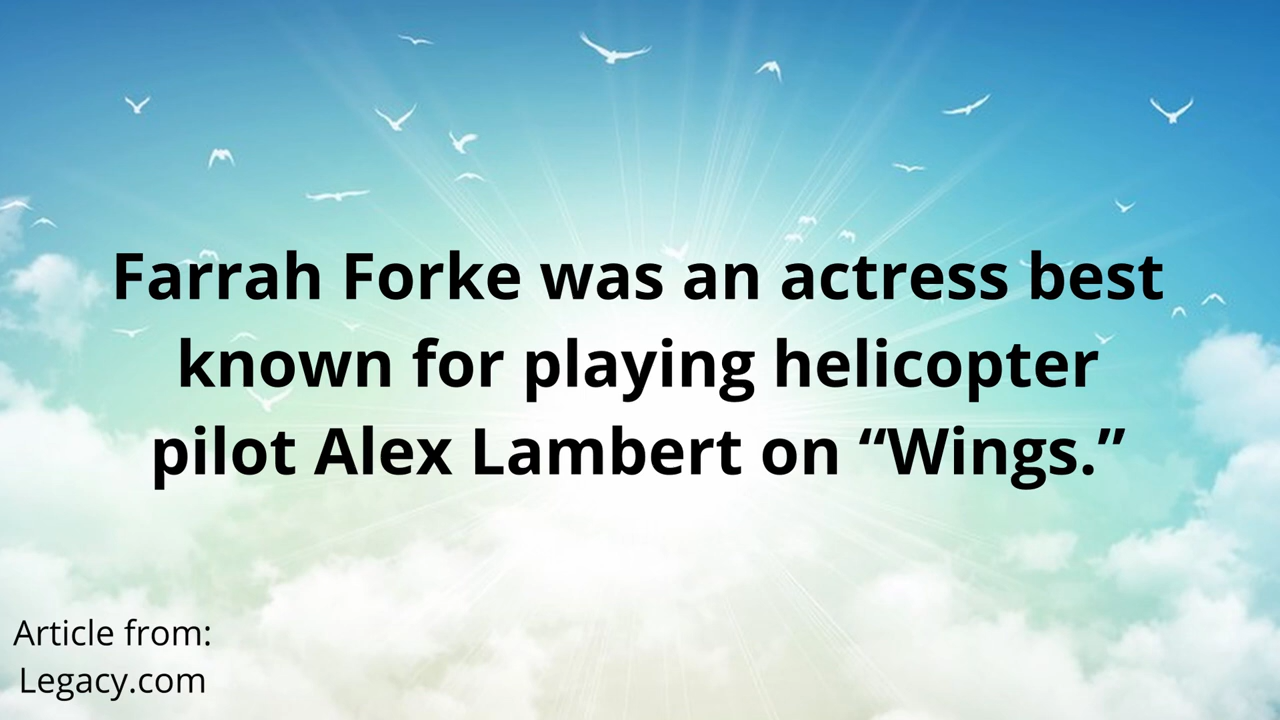 Farrah Forke was an actress best
known for playing helicopter
pilot Alex Lambert on “Wings.”
Article from:
Legacy.com